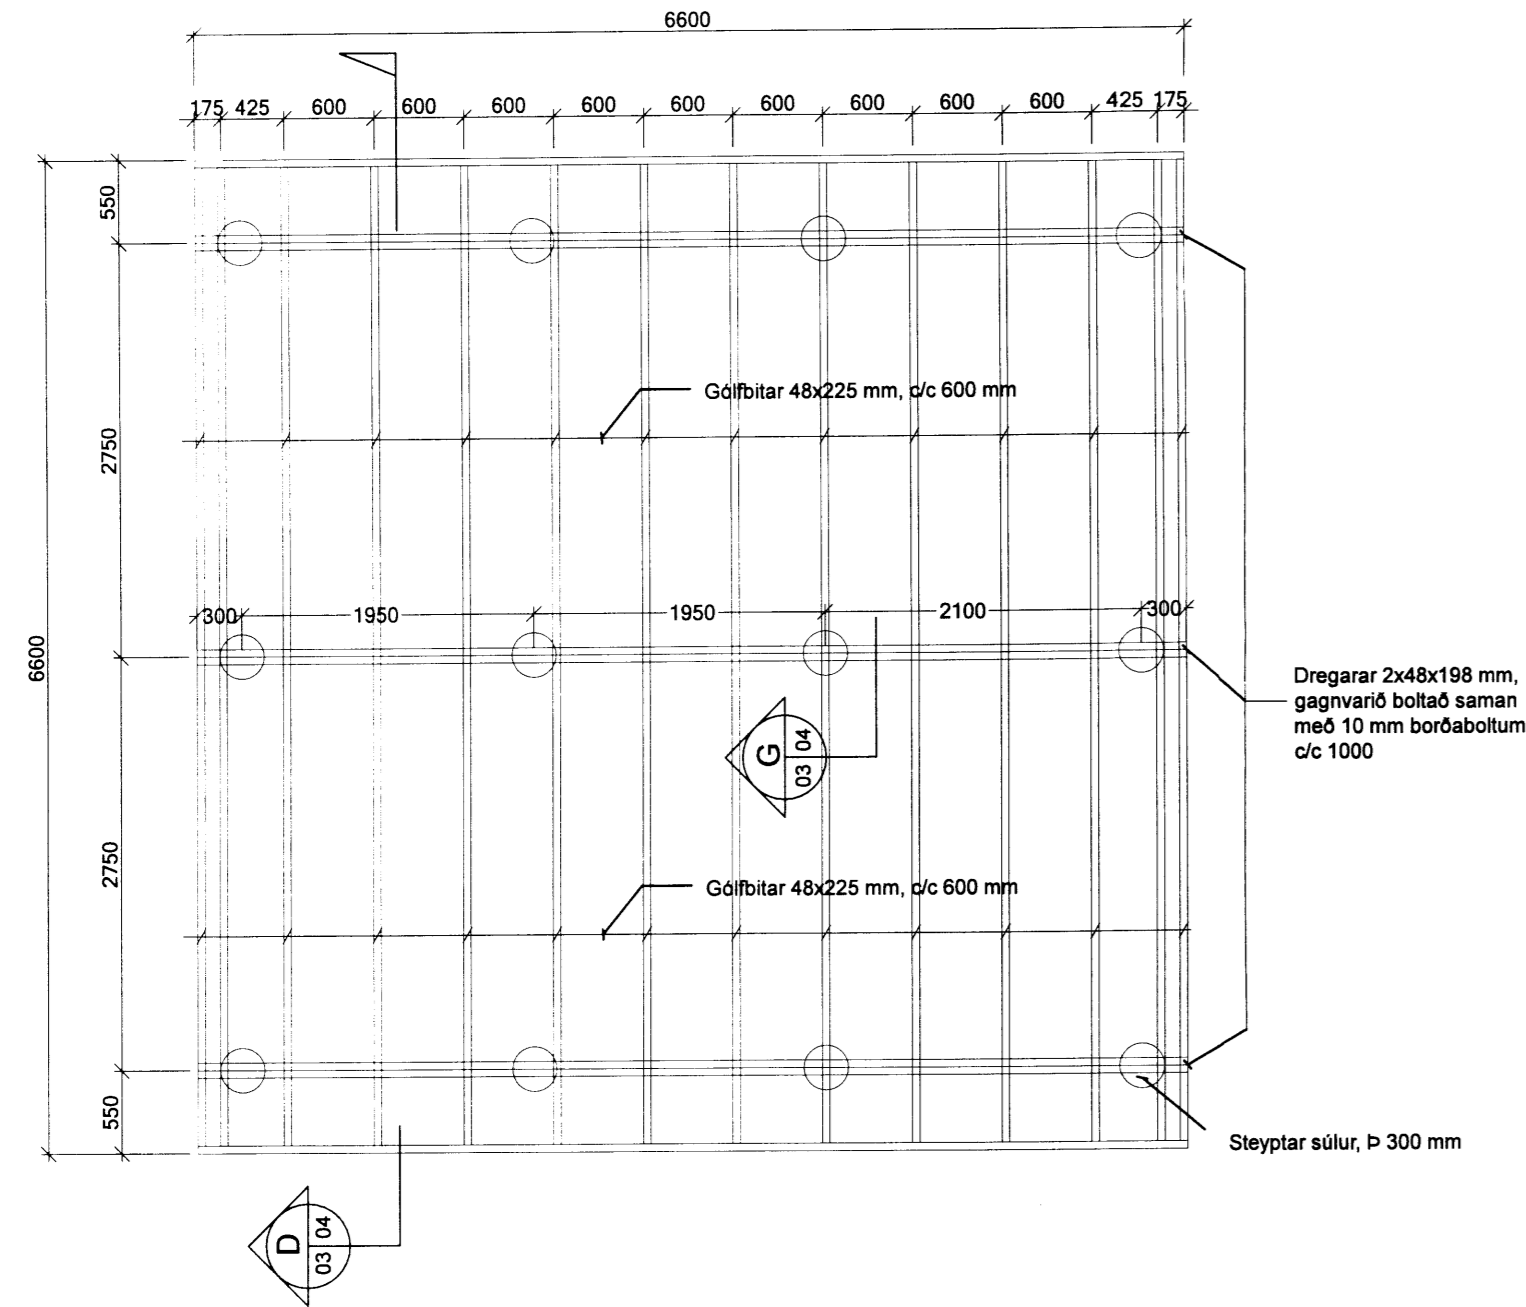 6600
175 425 600 600 600 600 600 600 600 600 600 425 175
550
Gólfbitar 48x225 mm, c/c 600 mm
2750
300 1950 1950 2100 300
6600
Dregarar 2x48x198 mm,
gagnvarið boltað saman
með 10 mm borðaboltum
c/c 1000
G
03 04
2750
Gólfbitar 48x225 mm, c/c 600 mm
550
Steyptar súlur, Þ 300 mm
D
03 04